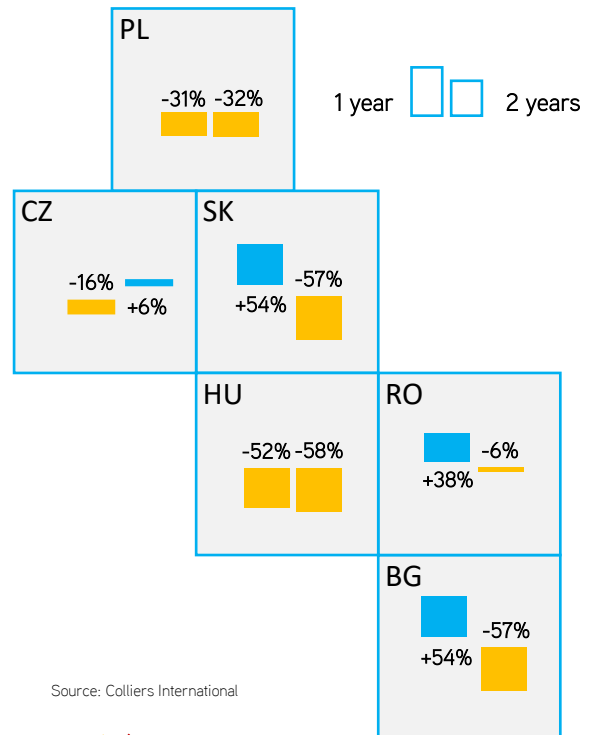 PL
-31% -32%
1 year 2 years
CZ
-16%
+6%
SK
-57%
+54%
HU
-52% -58%
RO
-6%
+38%
BG
-57%
+54%
Source: Colliers International